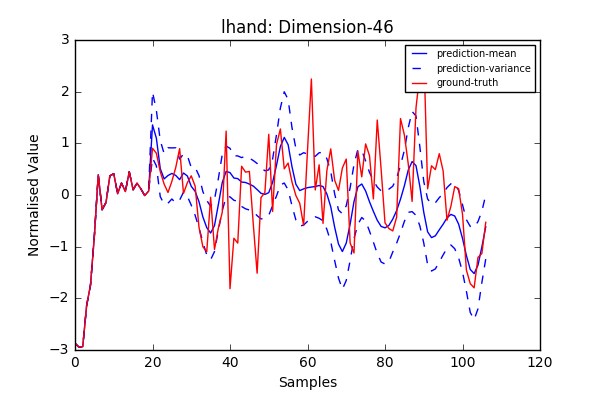 lhand: Dimension-46
prediction-mean
prediction-variance
ground-truth
Normalised Value
3
2
1
0
−1
−2
−3
0 20 40 60 80 100 120
Samples